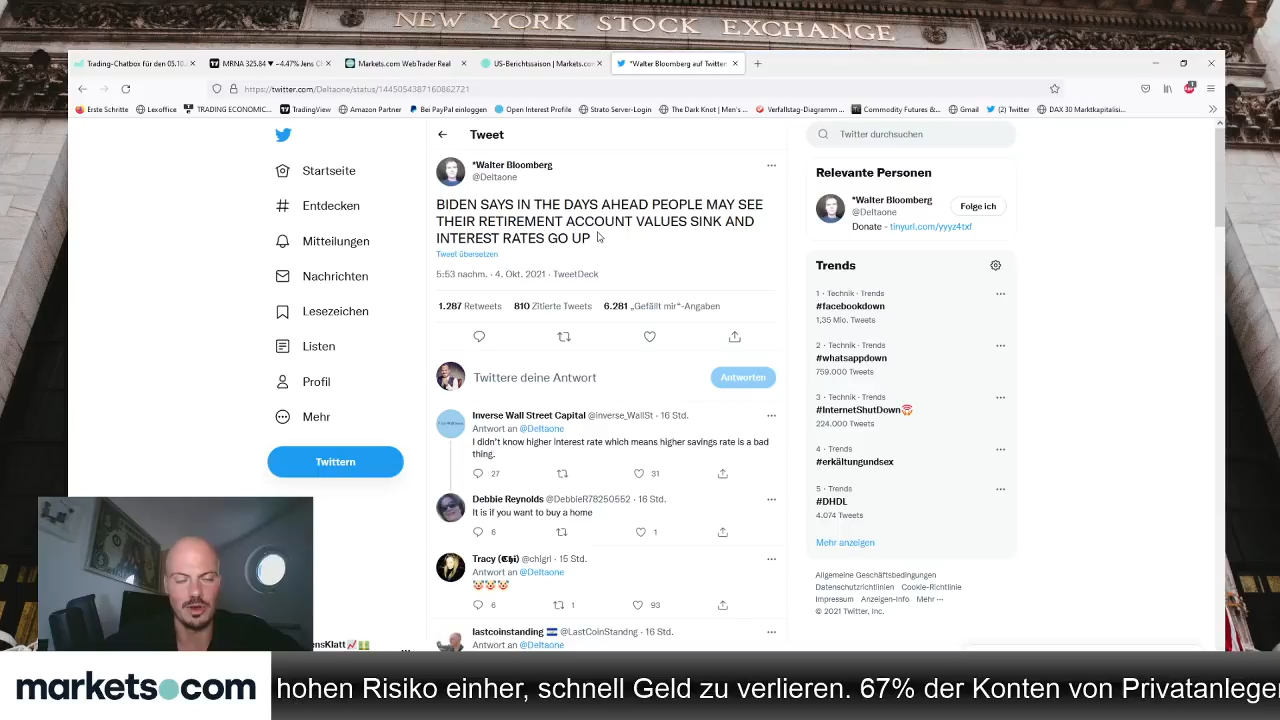 NEW YORK STOCK EXCHANGE
Trading-Chatbox für den 05.10.
MRNA 325.84 ▼ −4.47% Jens
Markets.com WebTrader Real
US-Berichtssaison | Markets.com
*Walter Bloomberg auf Twitter:
https://twitter.com/Deltaone/status/1445054387160862721
Erste Schritte
Lexoffice
TRADING ECONOMIC...
TradingView
Amazon Partner
Bei PayPal einloggen
Open Interest Profile
Strato Server-Login
The Dark Knot | Men's ...
Verfallstag-Diagramm ...
Commodity Futures &...
Gmail
(2) Twitter
DAX 30 Marktkapitalisi...
Startseite
Entdecken
Mitteilungen
Nachrichten
Lesezeichen
Listen
Profil
Mehr
Twittern
ensKlatt📈💵
Tweet
*Walter Bloomberg
@Deltaone
BIDEN SAYS IN THE DAYS AHEAD PEOPLE MAY SEE
THEIR RETIREMENT ACCOUNT VALUES SINK AND
INTEREST RATES GO UP
Tweet übersetzen
5:53 nachm. · 4. Okt. 2021 · TweetDeck
1.287 Retweets 810 Zitierte Tweets 6.281 „Gefällt mir“-Angaben
Twittere deine Antwort
Antworten
Inverse Wall Street Capital @inverse_WallSt · 16 Std.
Antwort an @Deltaone
I didn't know higher interest rate which means higher savings rate is a bad
thing.
27 31
Debbie Reynolds @DebbieR78250552 · 16 Std.
It is if you want to buy a home
6 1
Tracy @chigrl · 15 Std.
Antwort an @Deltaone
🤡🤡🤡
6 1 93
lastcoinstanding 🇸🇻 @LastCoinStandng · 16 Std.
Antwort an @Deltaone
Twitter durchsuchen
Relevante Personen
*Walter Bloomberg
@Deltaone
Folge ich
Donate - tinyurl.com/yyyz4txf
Trends
1 · Technik · Trends
#facebookdown
1,35 Mio. Tweets
2 · Technik · Trends
#whatsappdown
759.000 Tweets
3 · Technik · Trends
#InternetShutDown
224.000 Tweets
4 · Technik · Trends
#erkältungundsex
5 · Trends
#DHDL
4.074 Tweets
Mehr anzeigen
Allgemeine Geschäftsbedingungen
Datenschutzrichtlinien Cookie-Richtlinie
Impressum Anzeigen-Info Mehr ···
© 2021 Twitter, Inc.
markets.com
hohen Risiko einher, schnell Geld zu verlieren. 67% der Konten von Privatanleger